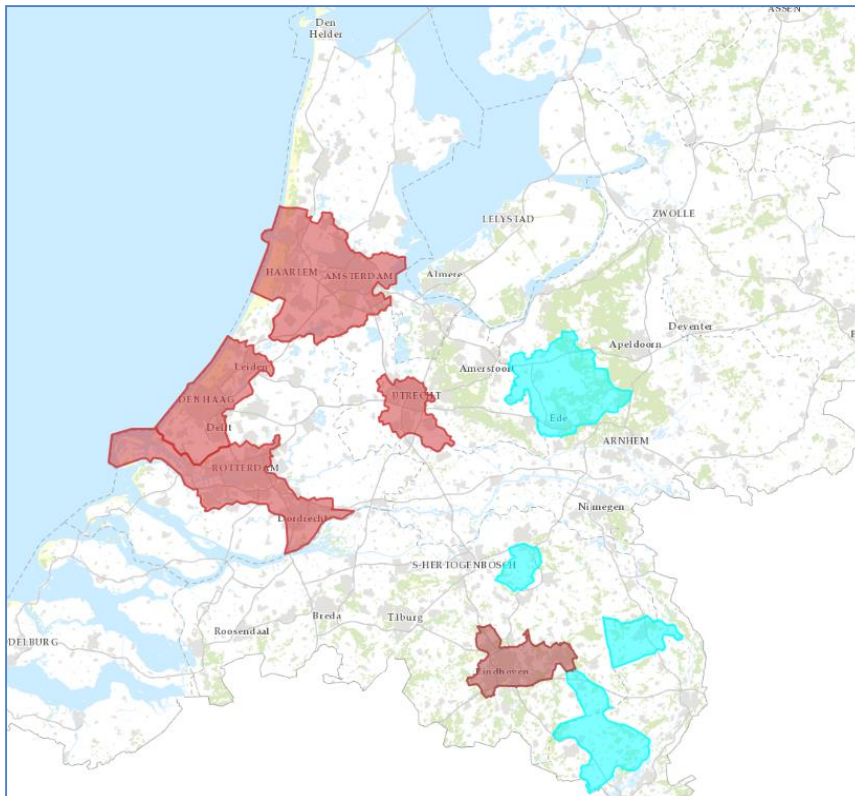 ASSEN
Den
Helder
LELYSTAD
ZWOLLE
HAARLEM
AMSTERDAM
Almere
Deventer
Apeldoorn
Leiden
Amersfoort
DEN HAAG
UTRECHT
Delft
Ede
ARNHEM
ROTTERDAM
Dordrecht
Nijmegen
'S-HERTOGENBOSCH
Breda
Tilburg
Roosendaal
DELBURG
Eindhoven